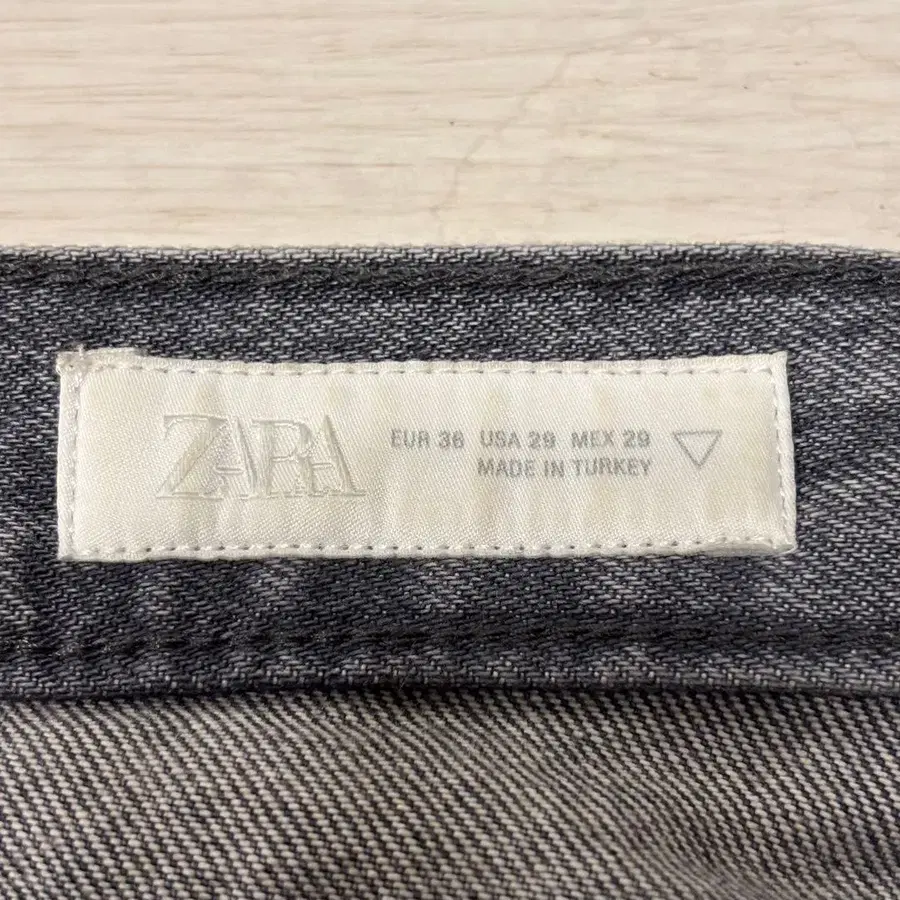 ZARA
EUR 38 USA 29 MEX 29
MADE IN TURKEY